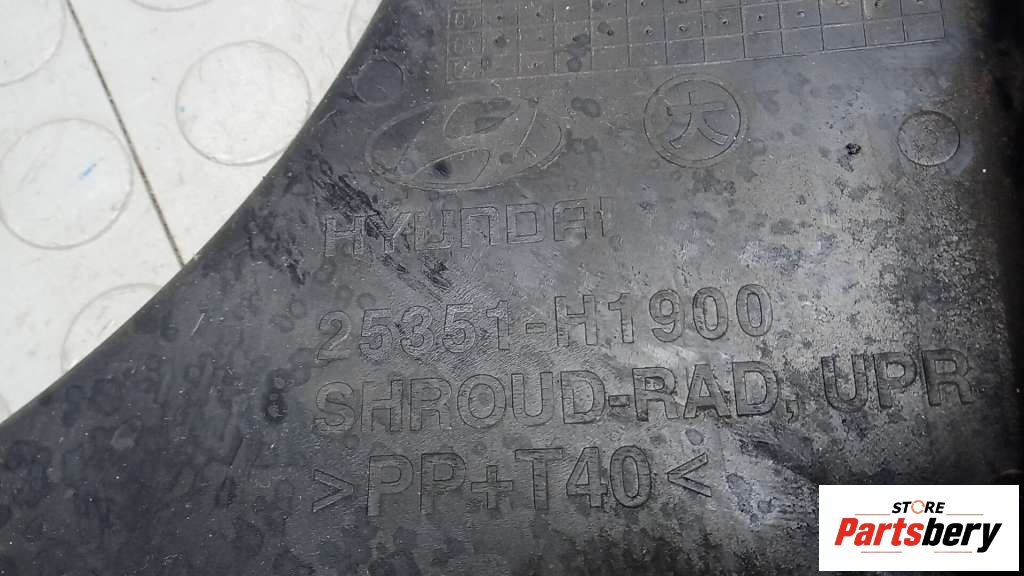 大
HYUNDAI
25351-H1900
SHROUD-RAD, UPR
>PP+T40<
STORE
Partsbery